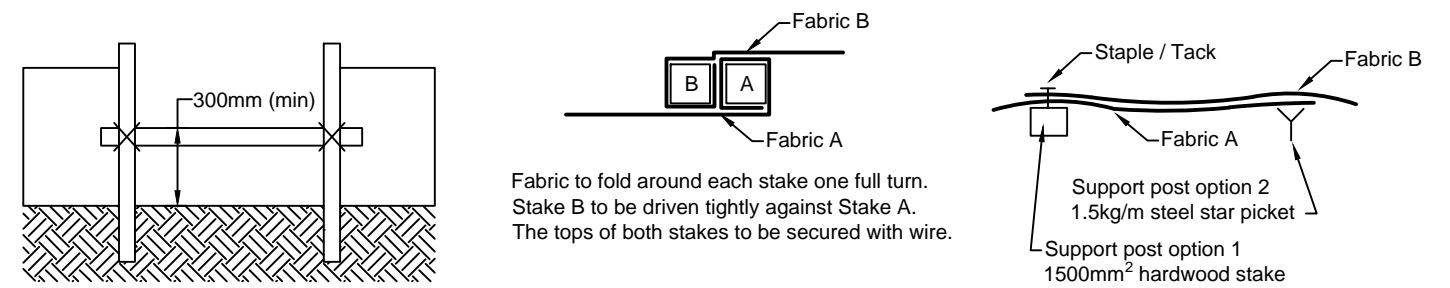 300mm (min)
Fabric B
B
A
Fabric A
Fabric to fold around each stake one full turn.
Stake B to be driven tightly against Stake A.
The tops of both stakes to be secured with wire.
Staple / Tack
Fabric B
Fabric A
Support post option 2
1.5kg/m steel star picket
Support post option 1
1500mm² hardwood stake